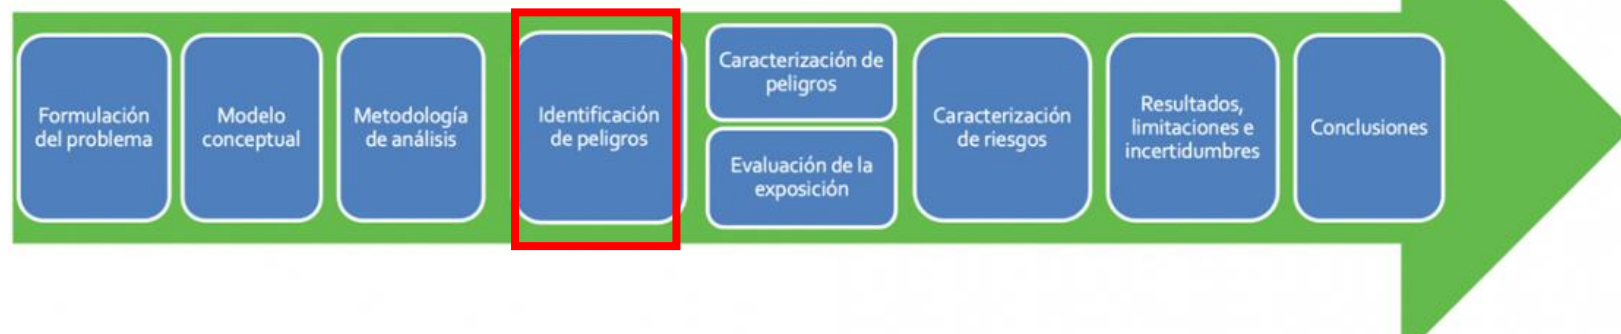 Formulación
del problema
Modelo
conceptual
Metodología
de análisis
Identificación
de peligros
Caracterización de
peligros
Evaluación de la
exposición
Caracterización
de riesgos
Resultados,
limitaciones e
incertidumbres
Conclusiones